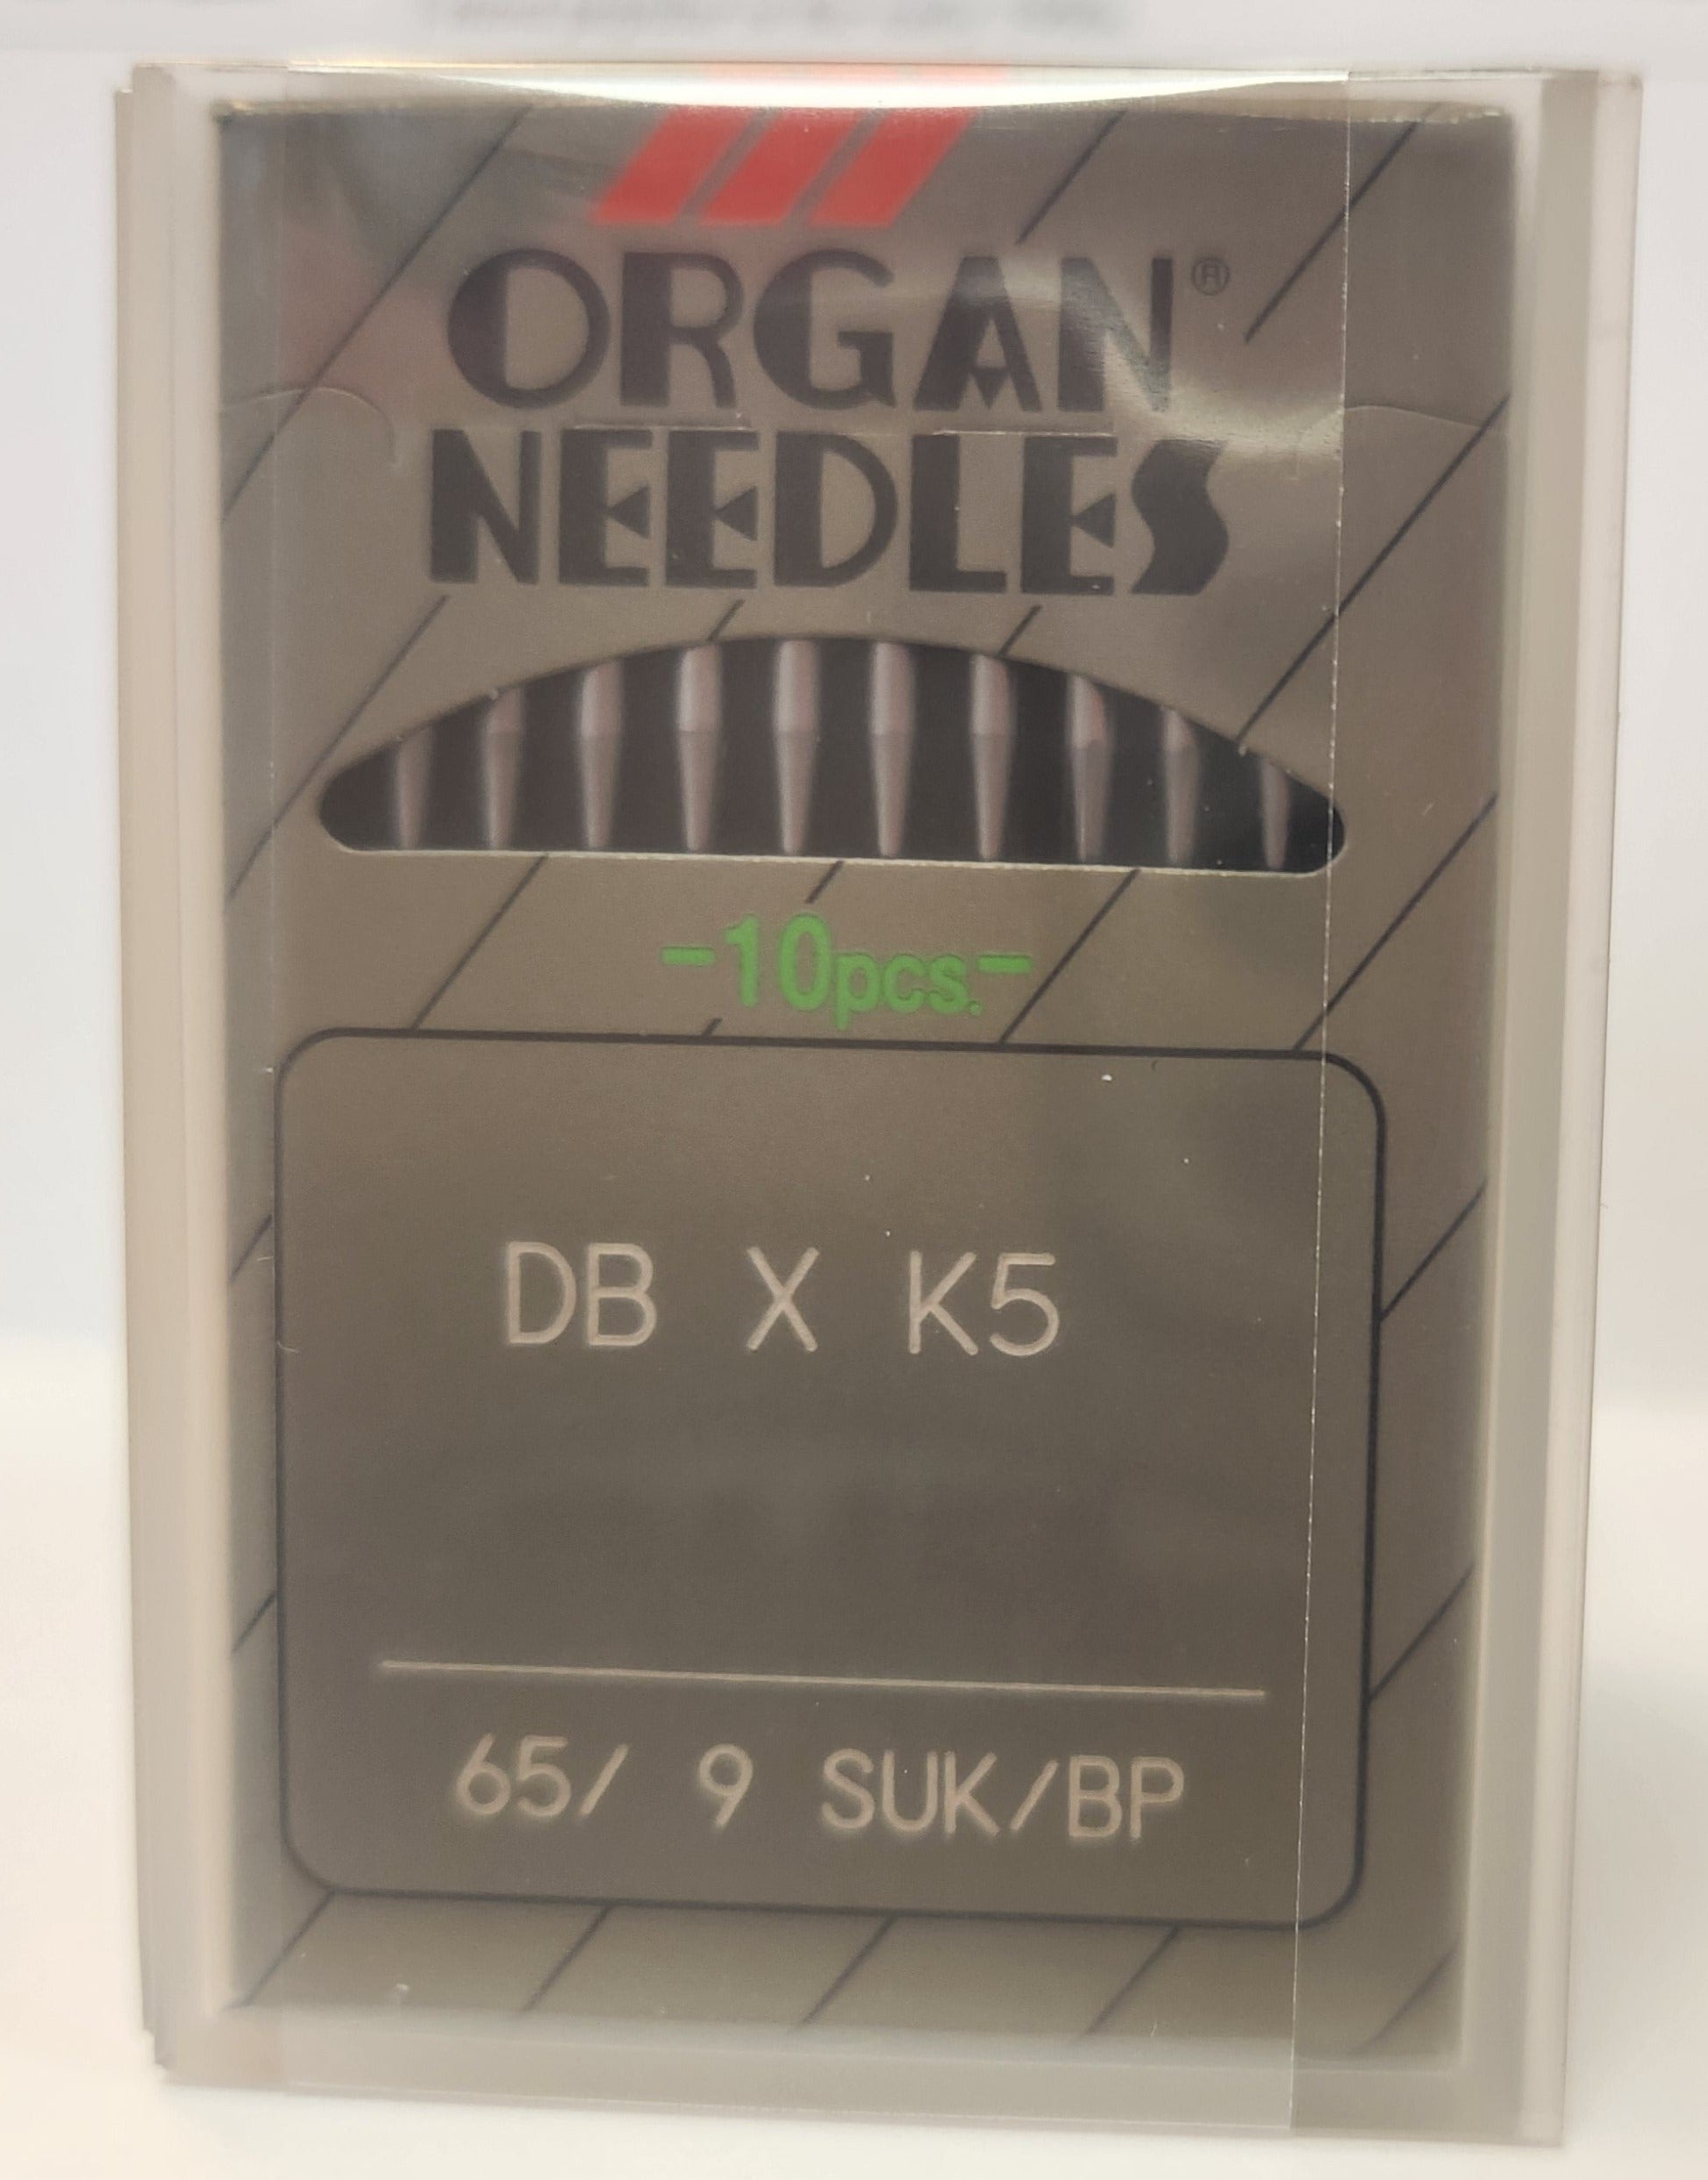 ORGAN®
NEEDLES
-10pcs.-
DB X K5
65/ 9 SUK/BP